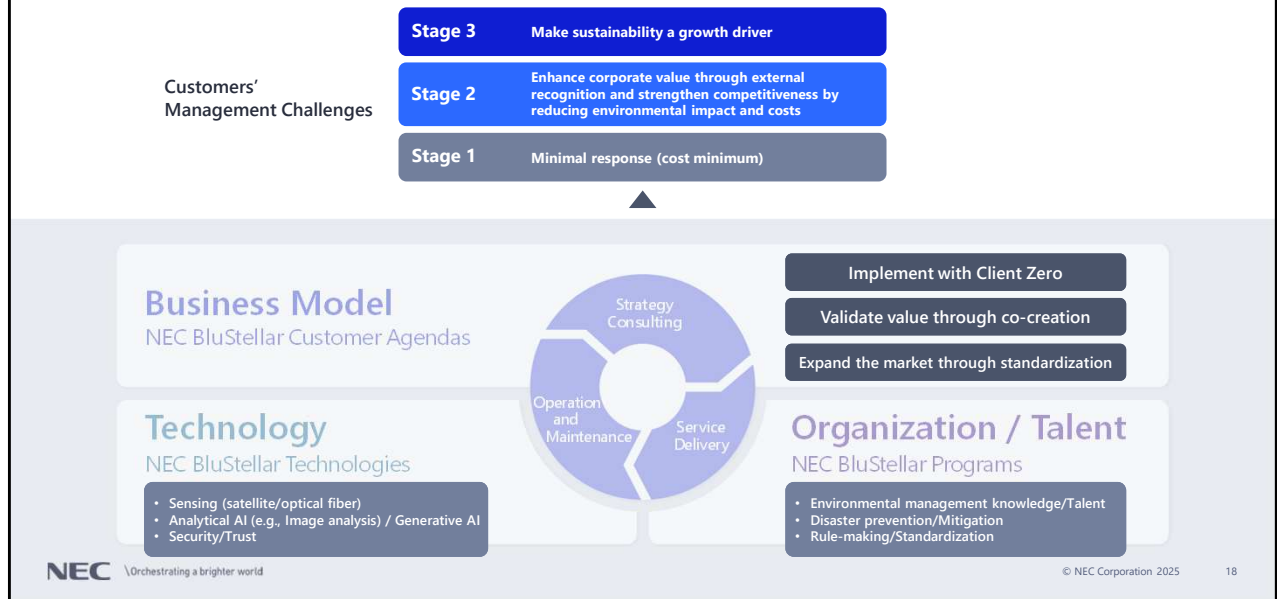 Stage 3
Make sustainability a growth driver
Customers’
Management Challenges
Stage 2
Enhance corporate value through external
recognition and strengthen competitiveness by
reducing environmental impact and costs
Stage 1
Minimal response (cost minimum)
Business Model
NEC BluStellar Customer Agendas
Strategy
Consulting
Implement with Client Zero
Validate value through co-creation
Expand the market through standardization
Operation
and
Maintenance
Service
Delivery
Technology
NEC BluStellar Technologies
• Sensing (satellite/optical fiber)
• Analytical AI (e.g., Image analysis) / Generative AI
• Security/Trust
Organization / Talent
NEC BluStellar Programs
• Environmental management knowledge/Talent
• Disaster prevention/Mitigation
• Rule-making/Standardization
NEC \Orchestrating a brighter world
© NEC Corporation 2025 18